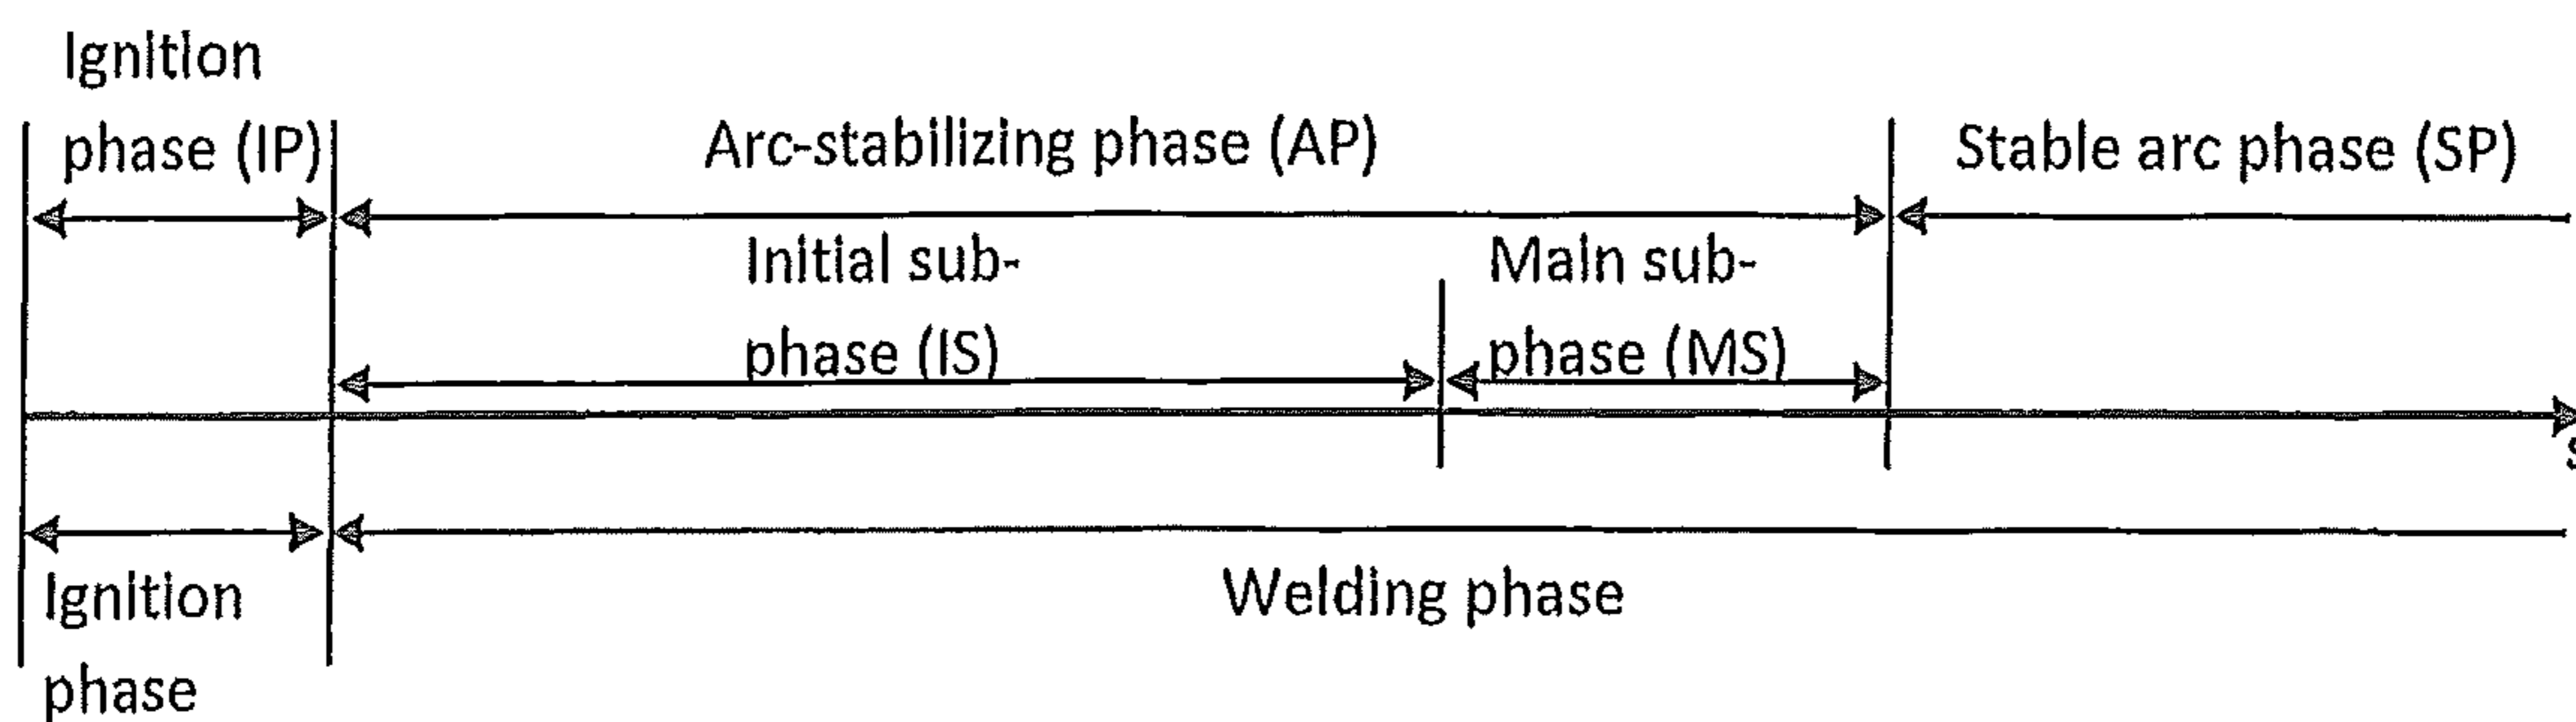 Ignition
phase (IP)
Arc-stabilizing phase (AP)
Stable arc phase (SP)
Initial sub-
phase (IS)
Main sub-
phase (MS)
s
Ignition
phase
Welding phase